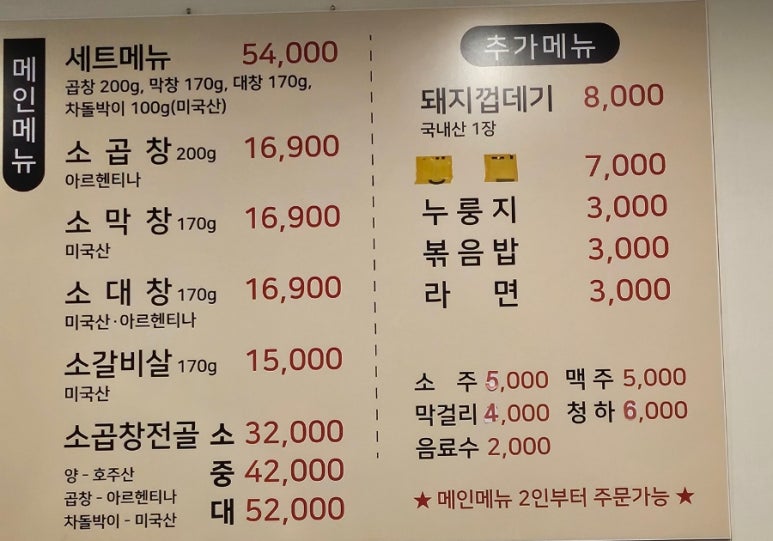 메인메뉴
세트메뉴 54,000
곱창 200g, 막창 170g, 대창 170g,
차돌박이 100g(미국산)
소 곱 창 200g 16,900
아르헨티나
소 막 창 170g 16,900
미국산
소 대 창 170g 16,900
미국산·아르헨티나
소갈비살 170g 15,000
미국산
소곱창전골 소 32,000
양 - 호주산 중 42,000
곱창 - 아르헨티나
차돌박이 - 미국산 대 52,000
추가메뉴
돼지껍데기 8,000
국내산 1장
7,000
누 룽 지 3,000
볶 음 밥 3,000
라 면 3,000
소 주 5,000 맥 주 5,000
막걸리 4,000 청 하 6,000
음료수 2,000
★ 메인메뉴 2인부터 주문가능 ★